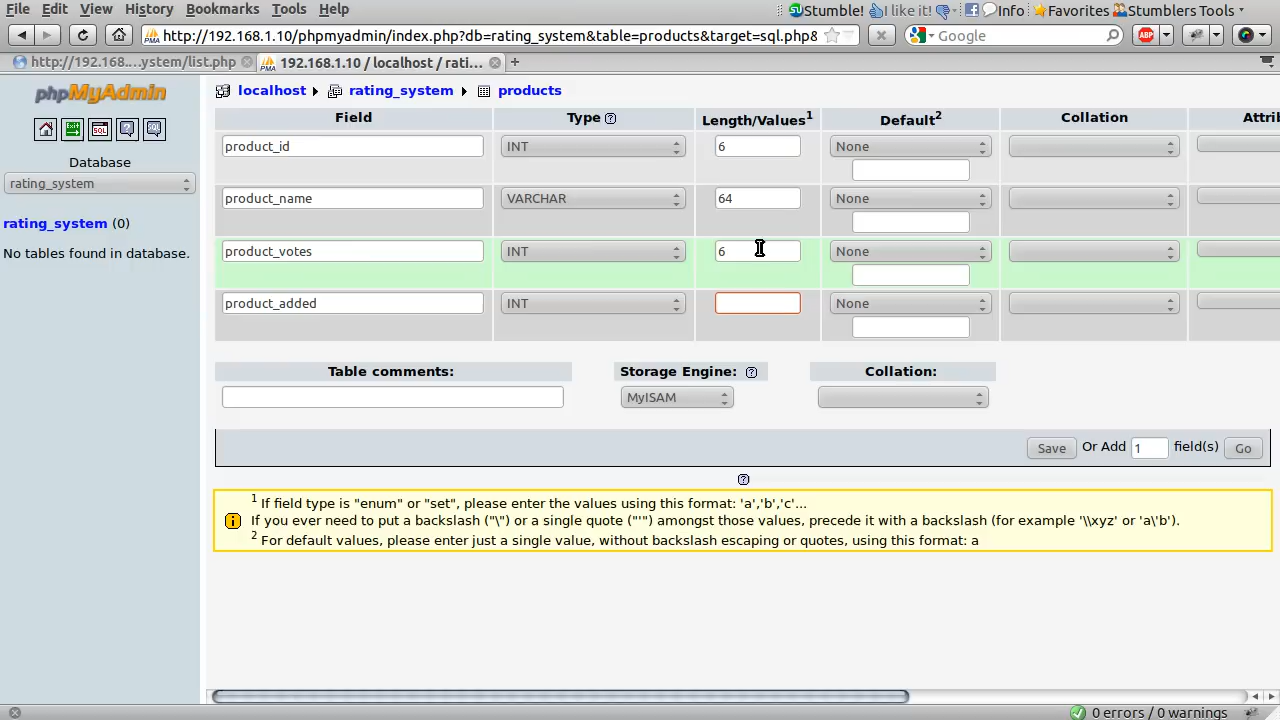 File Edit View History Bookmarks Tools Help
Stumble! I like it! Info Favorites Stumblers Tools
http://192.168.1.10/phpmyadmin/index.php?db=rating_system&table=products&target=sql.php& Google
http://192.168....ystem/list.php 192.168.1.10 / localhost / rati... +
phpMyAdmin
Database
rating_system
rating_system (0)
No tables found in database.
localhost rating_system products
Field Type Length/Values1 Default2 Collation Attrib
product_id INT 6 None
product_name VARCHAR 64 None
product_votes INT 6 None
product_added INT None
Table comments: Storage Engine: Collation:
MyISAM
Save Or Add 1 field(s) Go
1 If field type is "enum" or "set", please enter the values using this format: 'a','b','c'...
If you ever need to put a backslash ("\") or a single quote ("'") amongst those values, precede it with a backslash (for example '\\xyz' or 'a\'b').
2 For default values, please enter just a single value, without backslash escaping or quotes, using this format: a
0 errors / 0 warnings